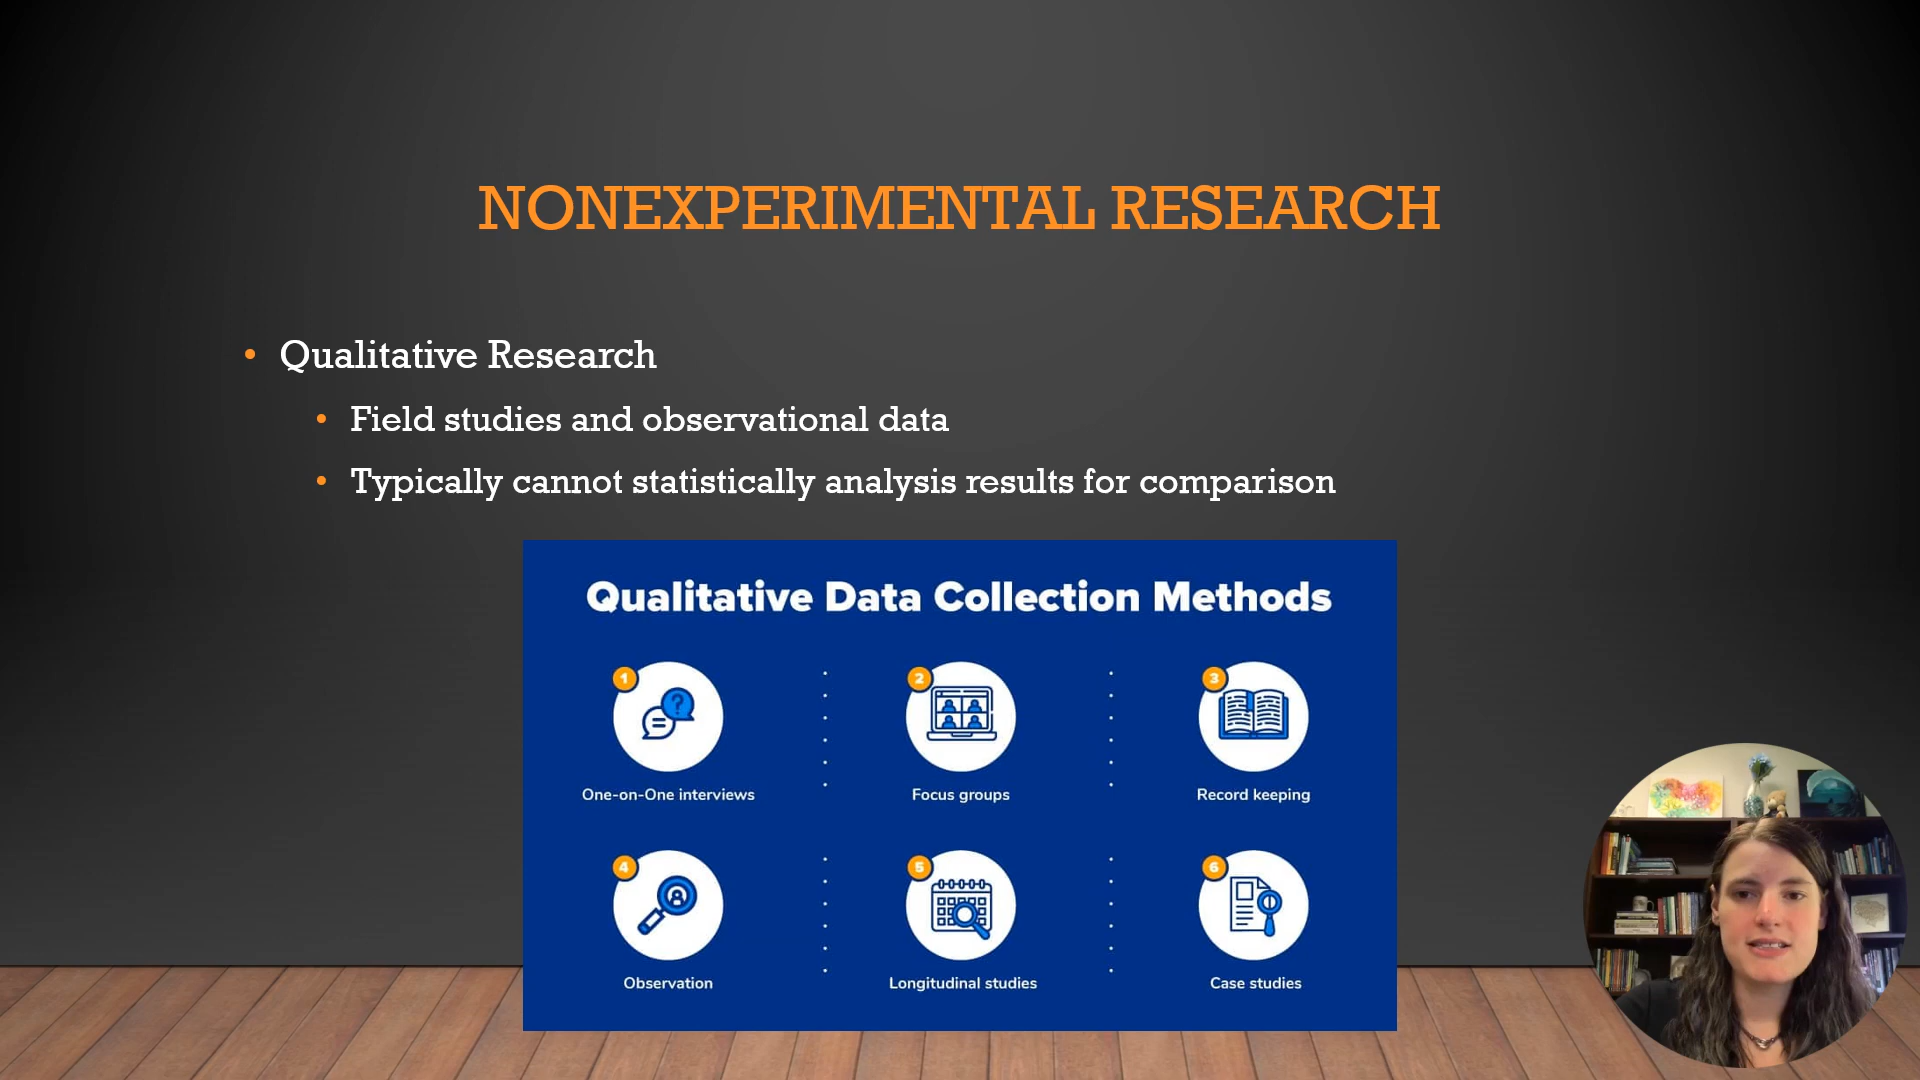 NONEXPERIMENTAL RESEARCH
• Qualitative Research
• Field studies and observational data
• Typically cannot statistically analysis results for comparison
Qualitative Data Collection Methods
1
2
3
One-on-One interviews
Focus groups
Record keeping
4
5
6
Observation
Longitudinal studies
Case studies